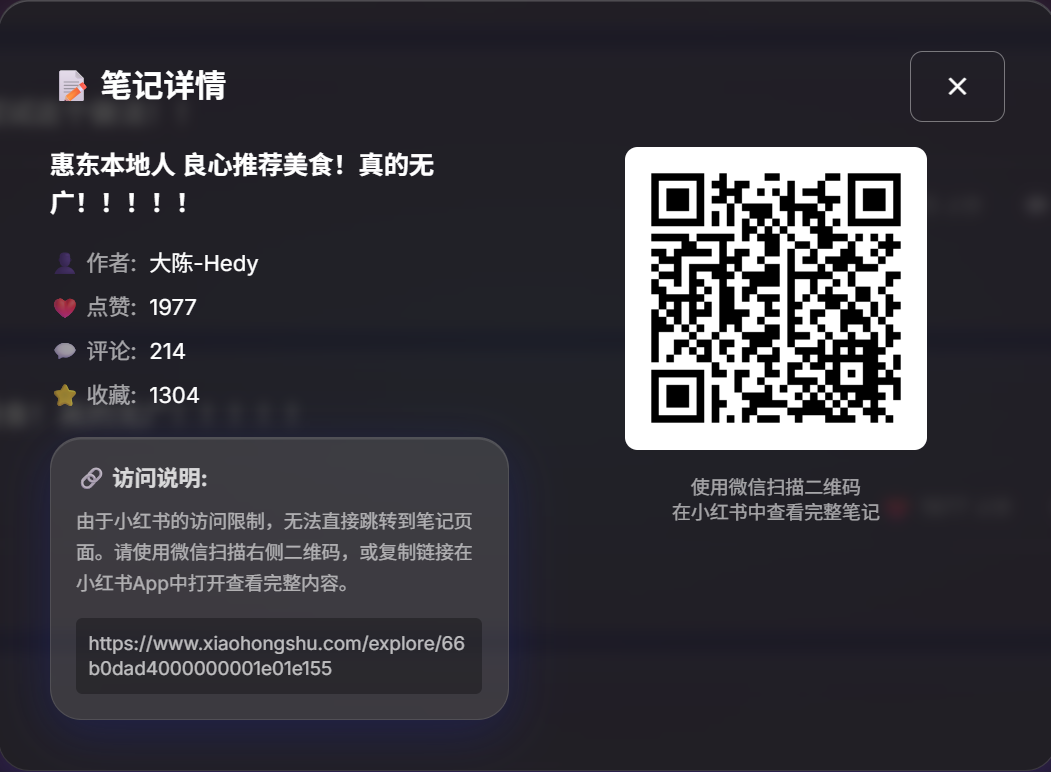 笔记详情
惠东本地人 良心推荐美食！真的无
广！！！！！
作者: 大陈-Hedy
点赞: 1977
评论: 214
收藏: 1304
访问说明:
由于小红书的访问限制，无法直接跳转到笔记页
面。请使用微信扫描右侧二维码，或复制链接在
小红书App中打开查看完整内容。
https://www.xiaohongshu.com/explore/66
b0dad4000000001e01e155
使用微信扫描二维码
在小红书中查看完整笔记